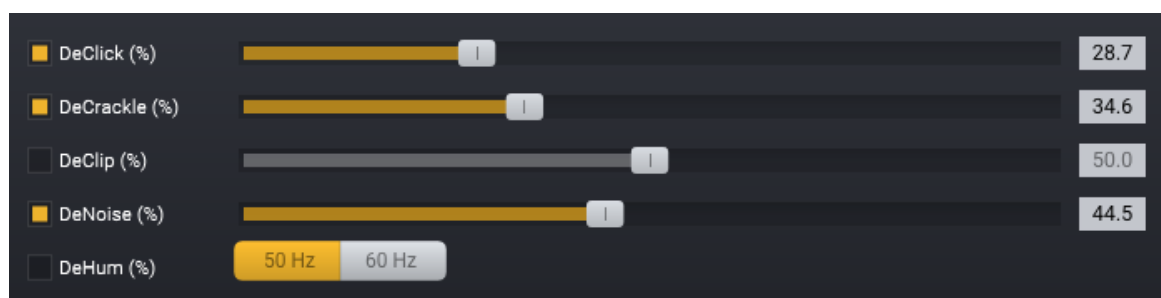 DeClick (%) 28.7
DeCrackle (%) 34.6
DeClip (%) 50.0
DeNoise (%) 44.5
DeHum (%) 50 Hz 60 Hz